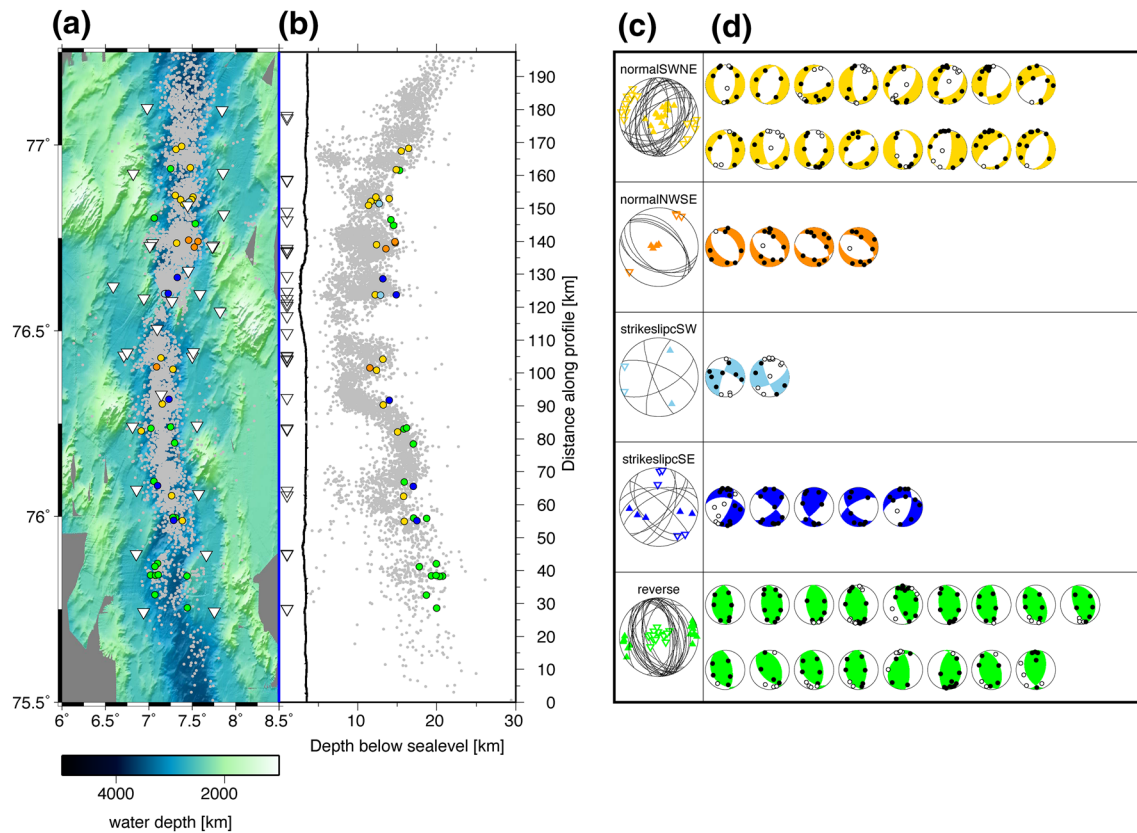 (a)
(b)
(c)
(d)
77˚
76.5˚
76˚
75.5˚
6˚ 6.5˚ 7˚ 7.5˚ 8˚ 8.5˚
4000 2000
water depth [km]
0 10 20 30
Depth below sealevel [km]
190
180
170
160
150
140
130
120
110
100
90
80
70
60
50
40
30
20
10
0
Distance along profile [km]
normalSWNE
normalNWSE
strikeslipcSW
strikeslipcSE
reverse